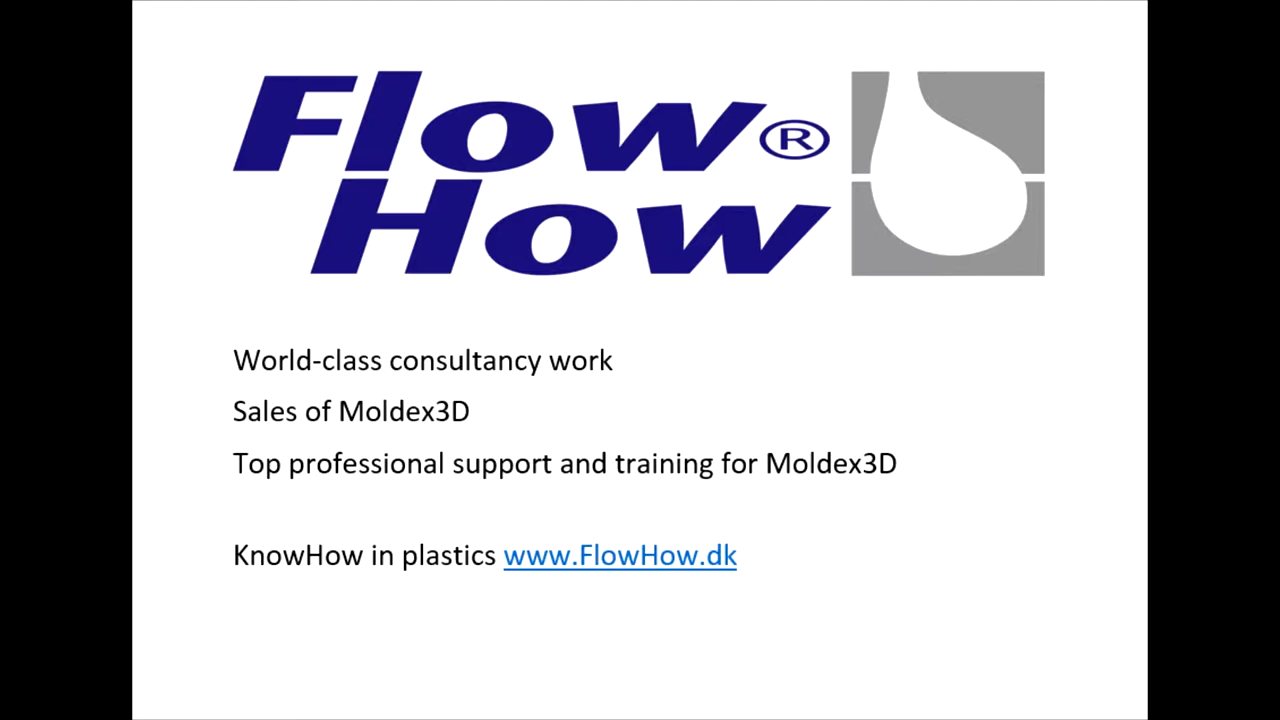 Flow®
How
World-class consultancy work
Sales of Moldex3D
Top professional support and training for Moldex3D
KnowHow in plastics www.FlowHow.dk